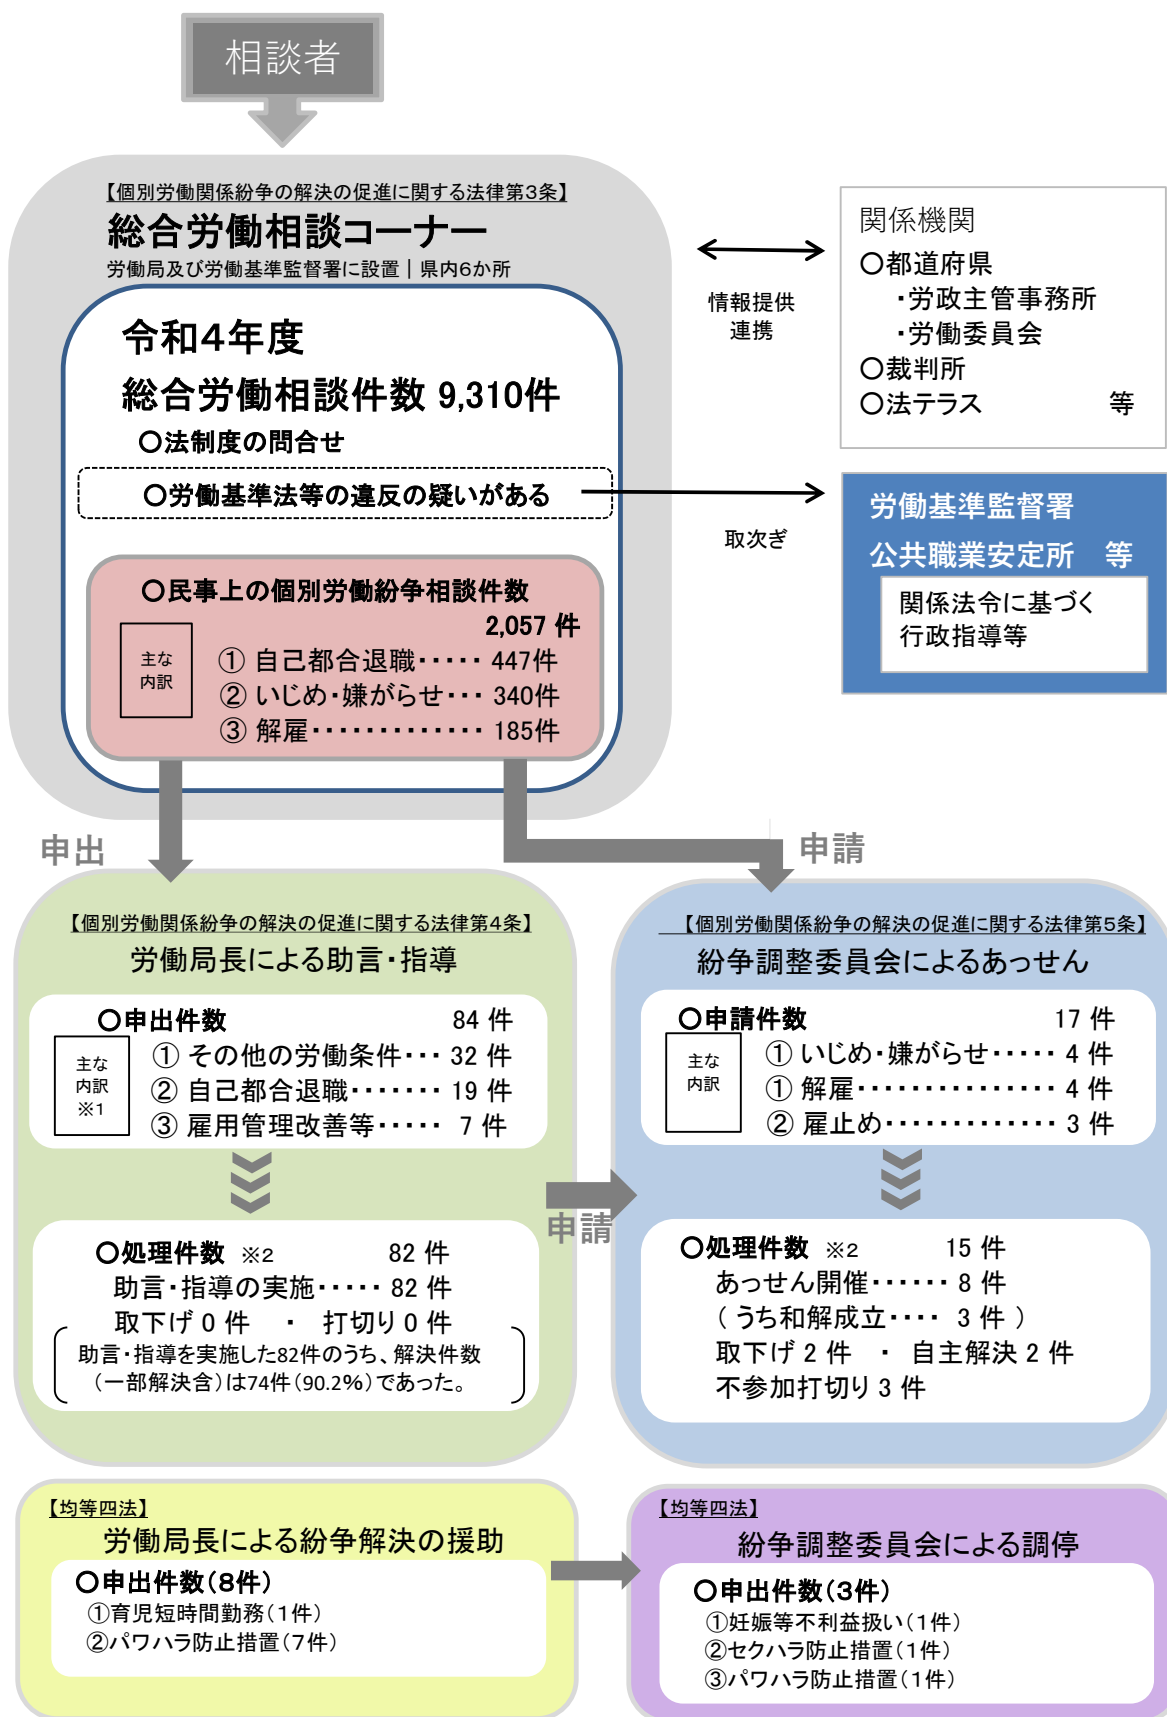 相談者
【個別労働関係紛争の解決の促進に関する法律第3条】
総合労働相談コーナー
労働局及び労働基準監督署に設置 | 県内6か所
令和4年度
総合労働相談件数 9,310件
〇法制度の問合せ
〇労働基準法等の違反の疑いがある
〇民事上の個別労働紛争相談件数
2,057 件
主な
内訳
① 自己都合退職・・・・・ 447件
② いじめ・嫌がらせ・・・ 340件
③ 解雇・・・・・・・・・・・・・ 185件
情報提供
連携
関係機関
〇都道府県
・労政主管事務所
・労働委員会
〇裁判所
〇法テラス 等
取次ぎ
労働基準監督署
公共職業安定所 等
関係法令に基づく
行政指導等
申出
申請
【個別労働関係紛争の解決の促進に関する法律第4条】
労働局長による助言・指導
〇申出件数 84 件
主な
内訳
※1
① その他の労働条件・・・ 32 件
② 自己都合退職・・・・・・・ 19 件
③ 雇用管理改善等・・・・・ 7 件
〇処理件数 ※2 82 件
助言・指導の実施・・・・・ 82 件
取下げ 0 件 ・ 打切り 0 件
助言・指導を実施した82件のうち、解決件数
(一部解決含)は74件(90.2%)であった。
申請
【個別労働関係紛争の解決の促進に関する法律第5条】
紛争調整委員会によるあっせん
〇申請件数 17 件
主な
内訳
① いじめ・嫌がらせ・・・・・ 4 件
① 解雇・・・・・・・・・・・・・・・ 4 件
② 雇止め・・・・・・・・・・・・・ 3 件
〇処理件数 ※2 15 件
あっせん開催・・・・・・ 8 件
( うち和解成立・・・・ 3 件 )
取下げ 2 件 ・ 自主解決 2 件
不参加打切り 3 件
【均等四法】
労働局長による紛争解決の援助
〇申出件数(8件)
①育児短時間勤務(1件)
②パワハラ防止措置(7件)
【均等四法】
紛争調整委員会による調停
〇申出件数(3件)
①妊娠等不利益扱い(1件)
②セクハラ防止措置(1件)
③パワハラ防止措置(1件)